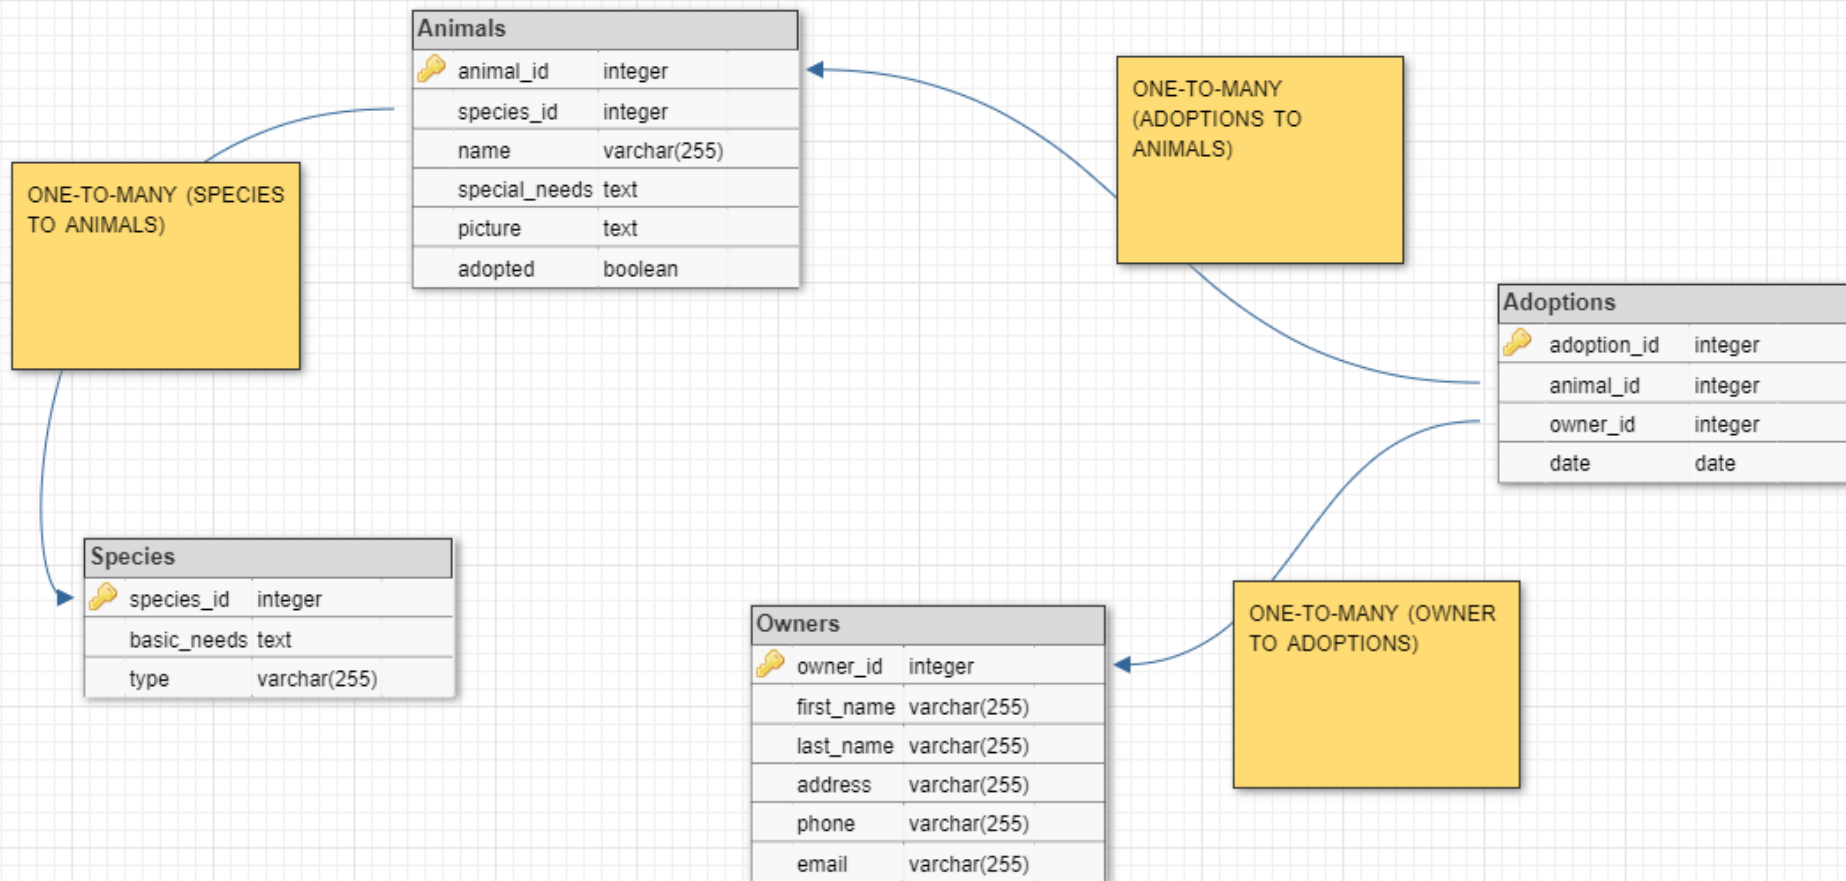 Animals
animal_id integer
species_id integer
name varchar(255)
special_needs text
picture text
adopted boolean
ONE-TO-MANY (SPECIES
TO ANIMALS)
ONE-TO-MANY
(ADOPTIONS TO
ANIMALS)
Adoptions
adoption_id integer
animal_id integer
owner_id integer
date date
Species
species_id integer
basic_needs text
type varchar(255)
Owners
owner_id integer
first_name varchar(255)
last_name varchar(255)
address varchar(255)
phone varchar(255)
email varchar(255)
ONE-TO-MANY (OWNER
TO ADOPTIONS)